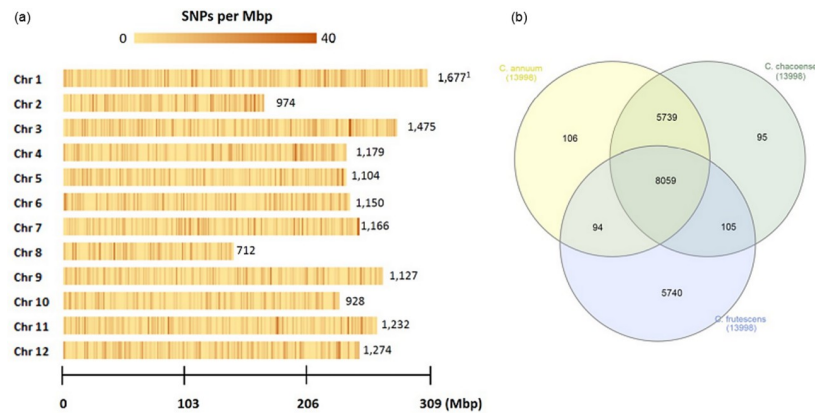 (a)
SNPs per Mbp
0 40
Chr 1 1,677¹
Chr 2 974
Chr 3 1,475
Chr 4 1,179
Chr 5 1,104
Chr 6 1,150
Chr 7 1,166
Chr 8 712
Chr 9 1,127
Chr 10 928
Chr 11 1,232
Chr 12 1,274
0 103 206 309 (Mbp)
(b)
C. annuum
(13998)
C. chacoense
(13998)
5739
106
95
8059
94
105
5740
C. frutescens
(13998)